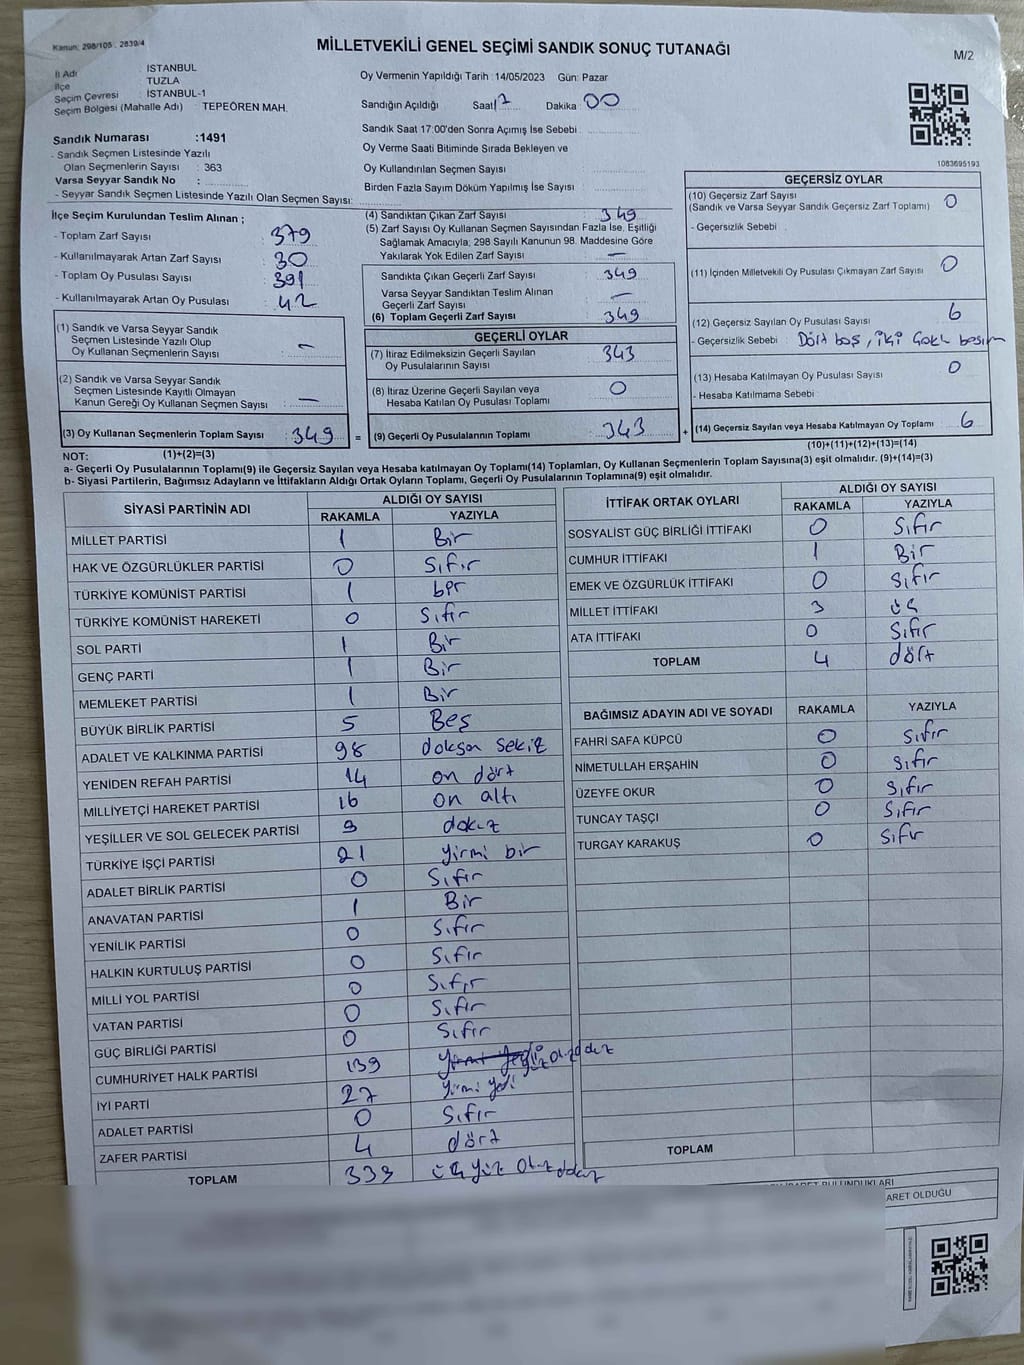 Kanun: 298/105, 2839/4
MİLLETVEKİLİ GENEL SEÇİMİ SANDIK SONUÇ TUTANAĞI
M/2
İl Adı : İSTANBUL
İlçe : TUZLA
Seçim Çevresi : İSTANBUL-1
Seçim Bölgesi (Mahalle Adı) : TEPEÖREN MAH.
Oy Vermenin Yapıldığı Tarih : 14/05/2023 Gün: Pazar
Sandığın Açıldığı Saat 17 Dakika 00
Sandık Saat 17:00'den Sonra Açımış İse Sebebi
Oy Verme Saati Bitiminde Sırada Bekleyen ve
Oy Kullandırılan Seçmen Sayısı
Birden Fazla Sayım Döküm Yapılmış İse Sayısı
Sandık Numarası :1491
- Sandık Seçmen Listesinde Yazılı
Olan Seçmenlerin Sayısı : 363
Varsa Seyyar Sandık No :
- Seyyar Sandık Seçmen Listesinde Yazılı Olan Seçmen Sayısı:
1083695193
İlçe Seçim Kurulundan Teslim Alınan ;
- Toplam Zarf Sayısı : 379
- Kullanılmayarak Artan Zarf Sayısı : 30
- Toplam Oy Pusulası Sayısı : 391
- Kullanılmayarak Artan Oy Pusulası : 42
(4) Sandıktan Çıkan Zarf Sayısı : 349
(5) Zarf Sayısı Oy Kullanan Seçmen Sayısından Fazla İse, Eşitliği
Sağlamak Amacıyla, 298 Sayılı Kanunun 98. Maddesine Göre
Yakılarak Yok Edilen Zarf Sayısı : —
Sandıkta Çıkan Geçerli Zarf Sayısı : 349
Varsa Seyyar Sandıktan Teslim Alınan
Geçerli Zarf Sayısı : —
(6) Toplam Geçerli Zarf Sayısı : 349
GEÇERSİZ OYLAR
(10) Geçersiz Zarf Sayısı : 0
(Sandık ve Varsa Seyyar Sandık Geçersiz Zarf Toplamı)
- Geçersizlik Sebebi :
(11) İçinden Milletvekili Oy Pusulası Çıkmayan Zarf Sayısı : 0
(12) Geçersiz Sayılan Oy Pusulası Sayısı : 6
- Geçersizlik Sebebi : Dört boş, iki
(13) Hesaba Katılmayan Oy Pusulası Sayısı : 0
- Hesaba Katılmama Sebebi :
(14) Geçersiz Sayılan veya Hesaba Katılmayan Oy Toplamı : 6
(10)+(11)+(12)+(13)=(14)
(1) Sandık ve Varsa Seyyar Sandık
Seçmen Listesinde Yazılı Olup
Oy Kullanan Seçmenlerin Sayısı : —
(2) Sandık ve Varsa Seyyar Sandık
Seçmen Listesinde Kayıtlı Olmayan
Kanun Gereği Oy Kullanan Seçmen Sayısı : —
(3) Oy Kullanan Seçmenlerin Toplam Sayısı : 349 =
(1)+(2)=(3)
GEÇERLİ OYLAR
(7) İtiraz Edilmeksizin Geçerli Sayılan
Oy Pusulalarının Sayısı : 343
(8) İtiraz Üzerine Geçerli Sayılan veya
Hesaba Katılan Oy Pusulası Toplamı : 0
(9) Geçerli Oy Pusulalarının Toplamı : 343 +
NOT:
a- Geçerli Oy Pusulalarının Toplamı(9) ile Geçersiz Sayılan veya Hesaba katılmayan Oy Toplamı(14) Toplamları, Oy Kullanan Seçmenlerin Toplam Sayısına(3) eşit olmalıdır. (9)+(14)=(3)
b- Siyasi Partilerin, Bağımsız Adayların ve İttifakların Aldığı Oyların Toplamı, Geçerli Oy Pusulalarının Toplamına(9) eşit olmalıdır.
SİYASİ PARTİNİN ADI ALDIĞI OY SAYISI
RAKAMLA YAZIYLA
MİLLET PARTİSİ 1 Bir
HAK VE ÖZGÜRLÜKLER PARTİSİ 0 Sıfır
TÜRKİYE KOMÜNİST PARTİSİ 1 bir
TÜRKİYE KOMÜNİST HAREKETİ 0 Sıfır
SOL PARTİ 1 Bir
GENÇ PARTİ 1 Bir
MEMLEKET PARTİSİ 1 Bir
BÜYÜK BİRLİK PARTİSİ 5 Beş
ADALET VE KALKINMA PARTİSİ 98 doksan sekiz
YENİDEN REFAH PARTİSİ 14 on dört
MİLLİYETÇİ HAREKET PARTİSİ 16 on altı
YEŞİLLER VE SOL GELECEK PARTİSİ 9 dokuz
TÜRKİYE İŞÇİ PARTİSİ 21 yirmi bir
ADALET BİRLİK PARTİSİ 0 Sıfır
ANAVATAN PARTİSİ 1 Bir
YENİLİK PARTİSİ 0 Sıfır
HALKIN KURTULUŞ PARTİSİ 0 Sıfır
MİLLİ YOL PARTİSİ 0 Sıfır
VATAN PARTİSİ 0 Sıfır
GÜÇ BİRLİĞİ PARTİSİ 0 Sıfır
CUMHURİYET HALK PARTİSİ 139 yüz otuz dokuz
İYİ PARTİ 27 yirmi yedi
ADALET PARTİSİ 0 Sıfır
ZAFER PARTİSİ 4 dört
TOPLAM 339 üç yüz otuz dokuz
İTTİFAK ORTAK OYLARI ALDIĞI OY SAYISI
RAKAMLA YAZIYLA
SOSYALİST GÜÇ BİRLİĞİ İTTİFAKI 0 Sıfır
CUMHUR İTTİFAKI 1 Bir
EMEK VE ÖZGÜRLÜK İTTİFAKI 0 Sıfır
MİLLET İTTİFAKI 3 üç
ATA İTTİFAKI 0 Sıfır
TOPLAM 4 dört
BAĞIMSIZ ADAYIN ADI VE SOYADI RAKAMLA YAZIYLA
FAHRİ SAFA KÜPCÜ 0 Sıfır
NİMETULLAH ERŞAHİN 0 Sıfır
ÜZEYFE OKUR 0 Sıfır
TUNCAY TAŞÇI 0 Sıfır
TURGAY KARAKUŞ 0 Sıfır
TOPLAM
ARET OLDUĞU